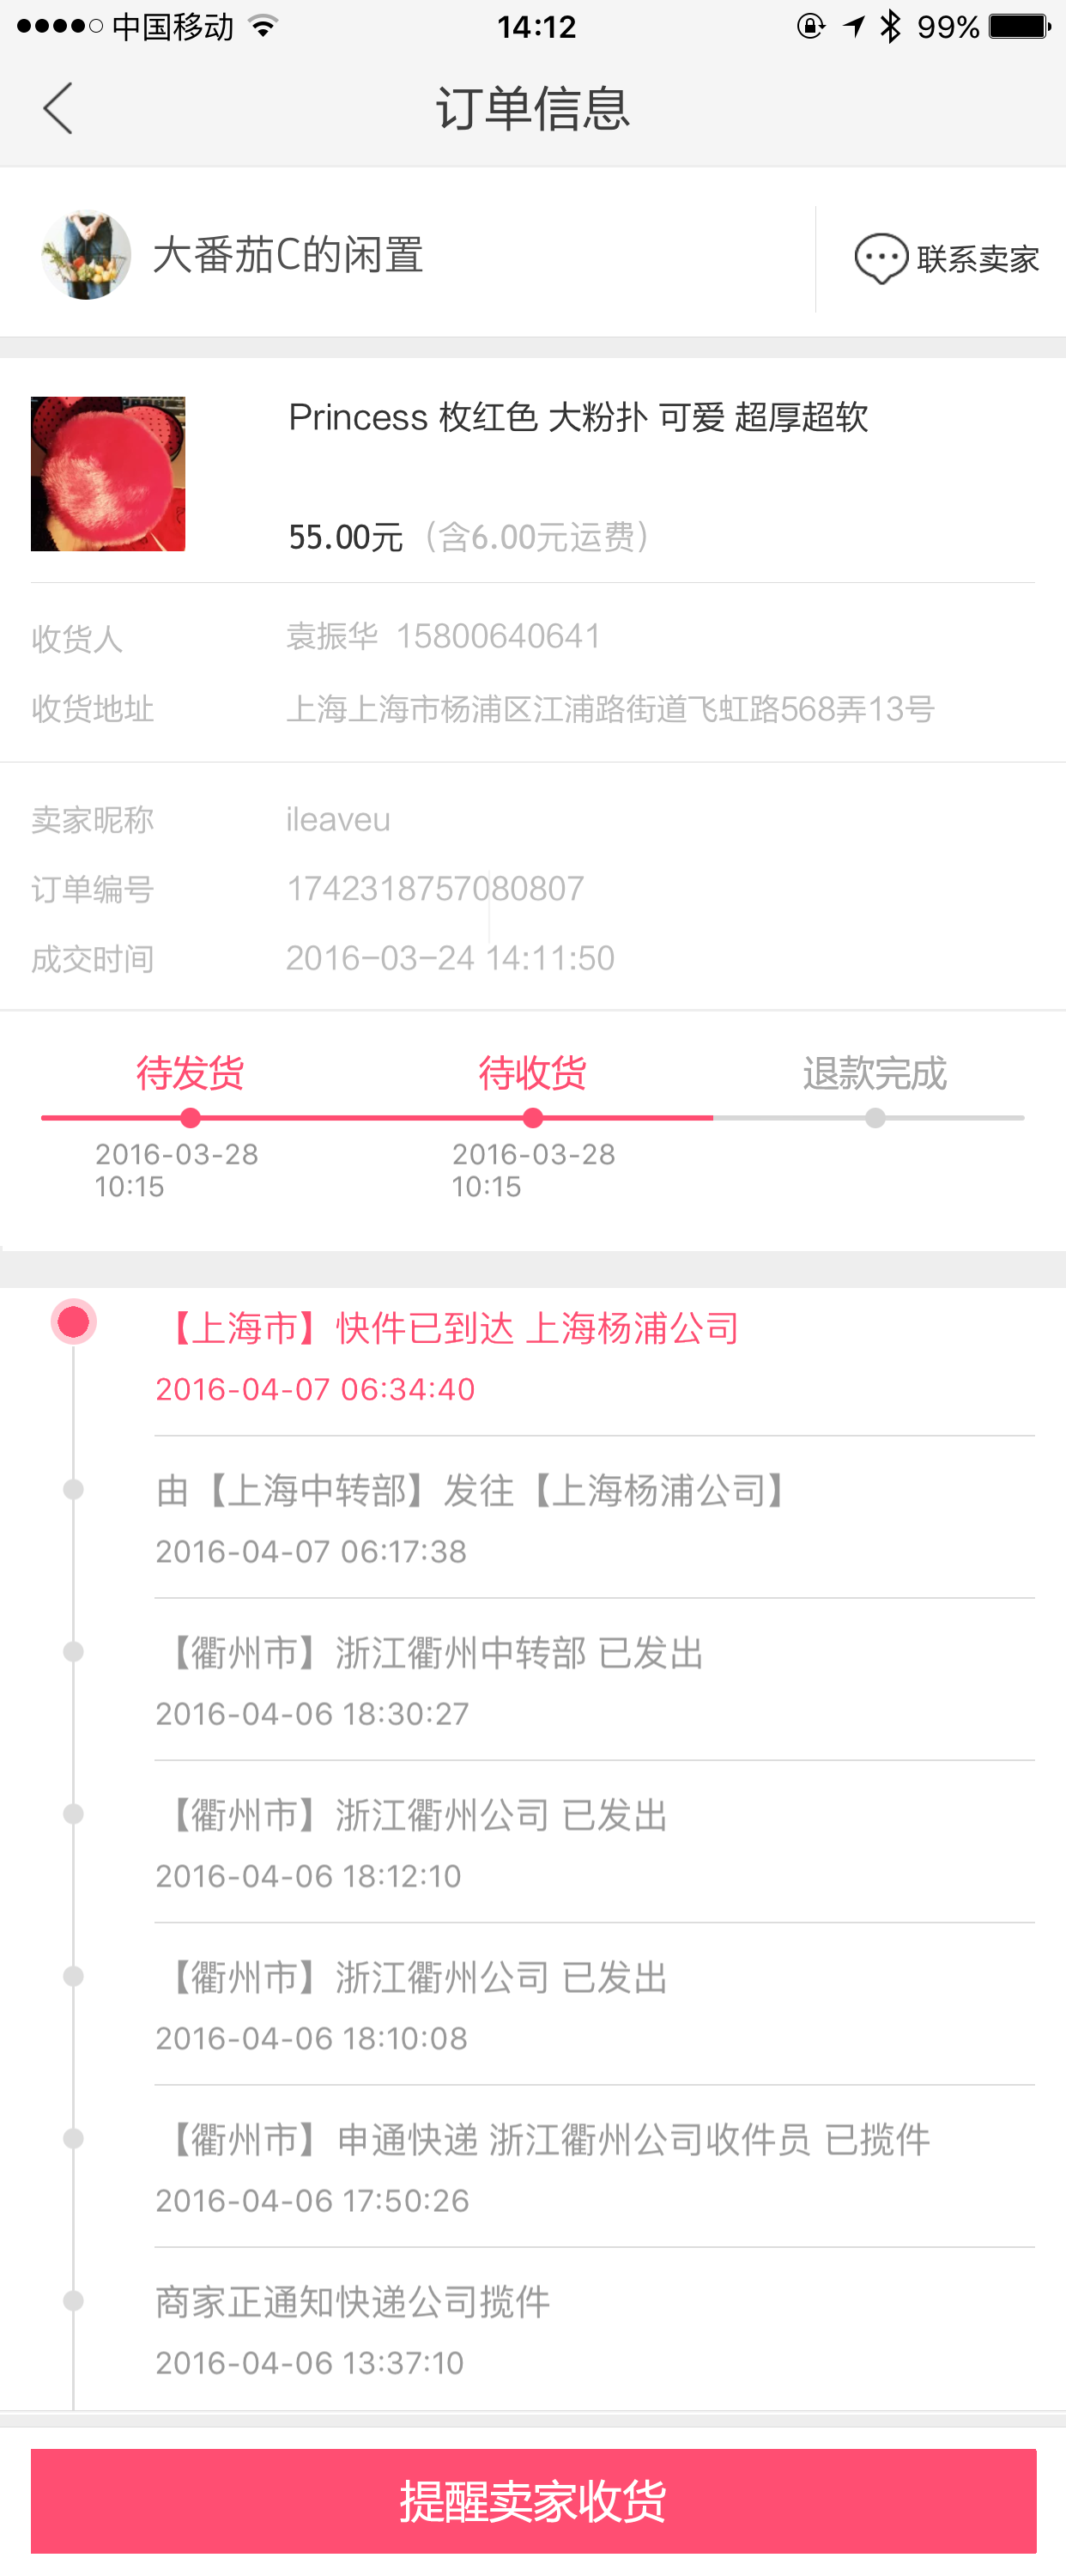 中国移动
14:12
99%
订单信息
大番茄C的闲置
联系卖家
Princess 枚红色 大粉扑 可爱 超厚超软
55.00元（含6.00元运费）
收货人 袁振华 15800640641
收货地址 上海上海市杨浦区江浦路街道飞虹路568弄13号
卖家昵称 ileaveu
订单编号 1742318757080807
成交时间 2016-03-24 14:11:50
待发货 待收货 退款完成
2016-03-28 2016-03-28
10:15 10:15
【上海市】快件已到达 上海杨浦公司
2016-04-07 06:34:40
由【上海中转部】发往【上海杨浦公司】
2016-04-07 06:17:38
【衢州市】浙江衢州中转部 已发出
2016-04-06 18:30:27
【衢州市】浙江衢州公司 已发出
2016-04-06 18:12:10
【衢州市】浙江衢州公司 已发出
2016-04-06 18:10:08
【衢州市】申通快递 浙江衢州公司收件员 已揽件
2016-04-06 17:50:26
商家正通知快递公司揽件
2016-04-06 13:37:10
提醒卖家收货